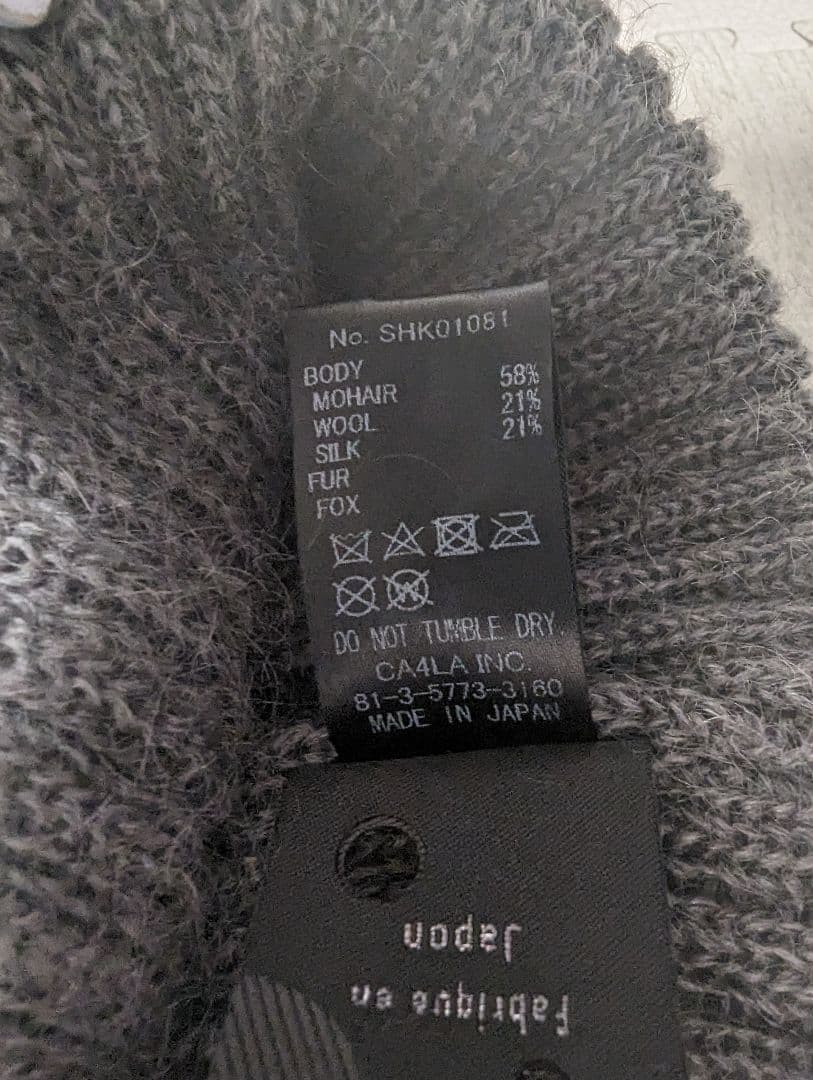 No. SHK01081
BODY
MOHAIR 58%
WOOL 21%
SILK 21%
FUR
FOX
DO NOT TUMBLE DRY.
CA4LA INC.
81-3-5773-3160
MADE IN JAPAN
Fabriqué en
Japon